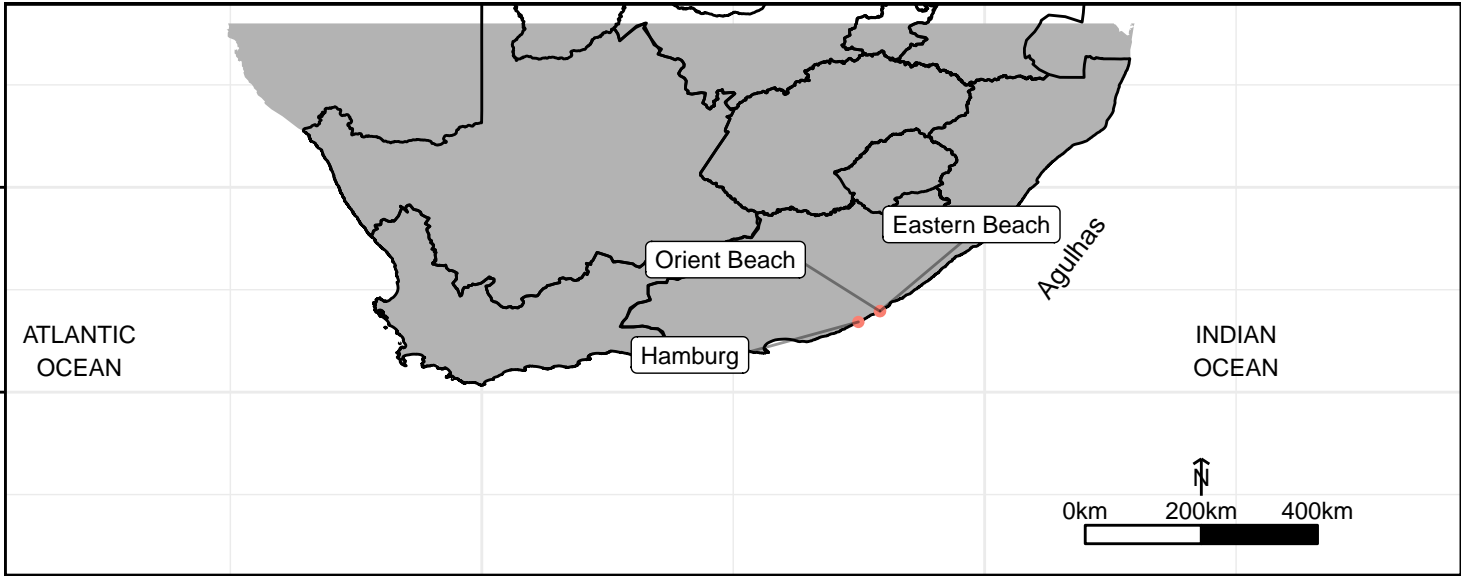 Eastern Beach
Orient Beach
Agulhas
ATLANTIC
OCEAN
INDIAN
OCEAN
Hamburg
N
0km 200km 400km